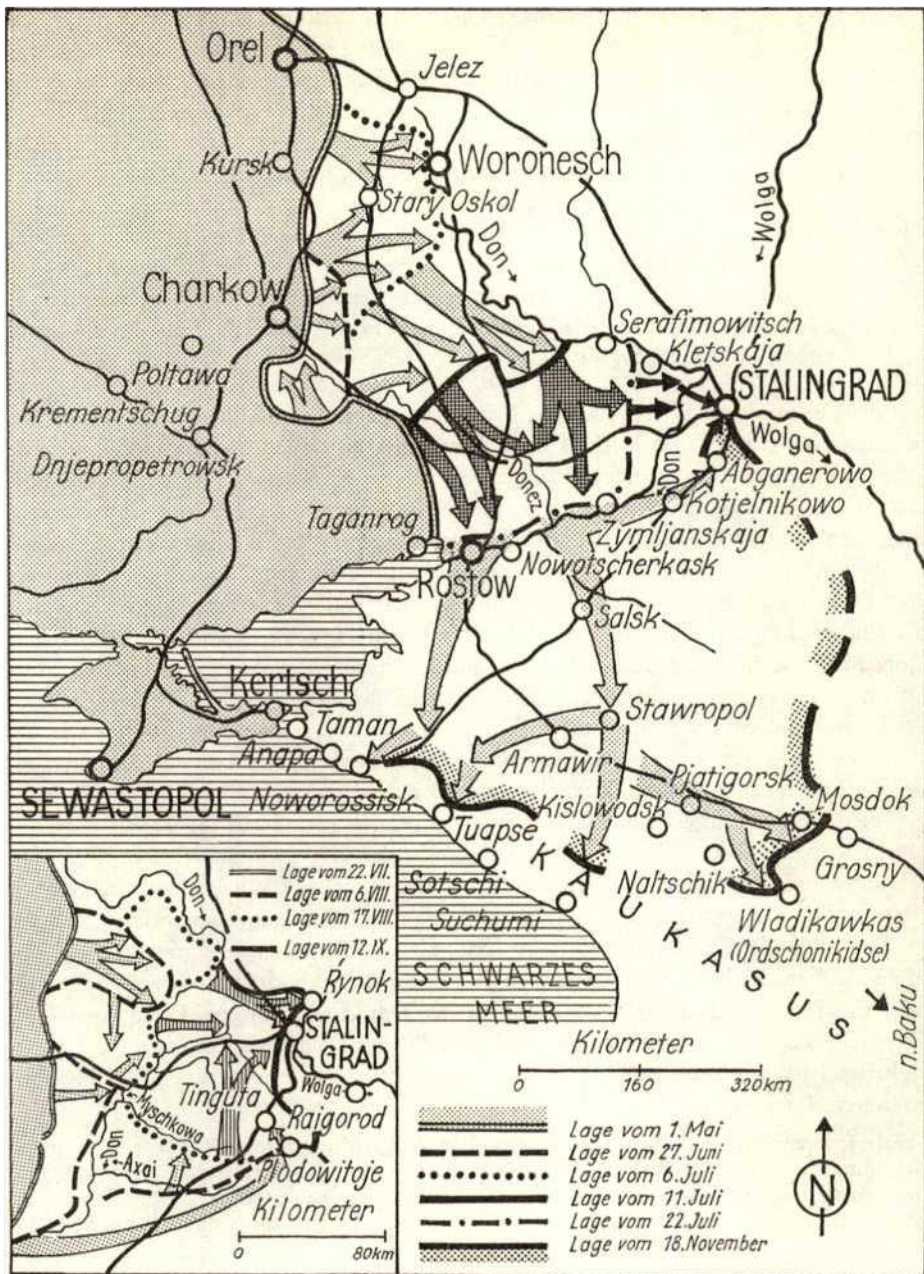 Orel
Jelez
Kursk
Woronesch
Stary Oskol
Don
Wolga
Charkow
Serafimowitsch
Kletskaja
Poltawa
Krementschug
STALINGRAD
Dnjepropetrowsk
Wolga
Donez
Don
Abganerowo
Kotjelnikowo
Taganrog
Zymljanskaja
Nowotscherkask
Rostow
Salsk
Kertsch
Taman
Stawropol
Anapa
Armawir
SEWASTOPOL
Noworossisk
Pjatigorsk
Kislowodsk
Mosdok
Tuapse
Grosny
Sotschi
Naltschik
Suchumi
Wladikawkas
(Ordschonikidse)
KAUKASUS
SCHWARZES
MEER
n. Baku
Lage vom 22.VII.
Lage vom 6.VIII.
Lage vom 17.VIII.
Lage vom 12.IX.
Don
Rynok
STALIN-
GRAD
Wolga
Tinguta
Myschkowa
Raigorod
Don
Axai
Plodowitoje
Kilometer
0 80km
Kilometer
0 160 320km
Lage vom 1.Mai
Lage vom 27.Juni
Lage vom 6.Juli
Lage vom 11.Juli
Lage vom 22.Juli
Lage vom 18.November
N